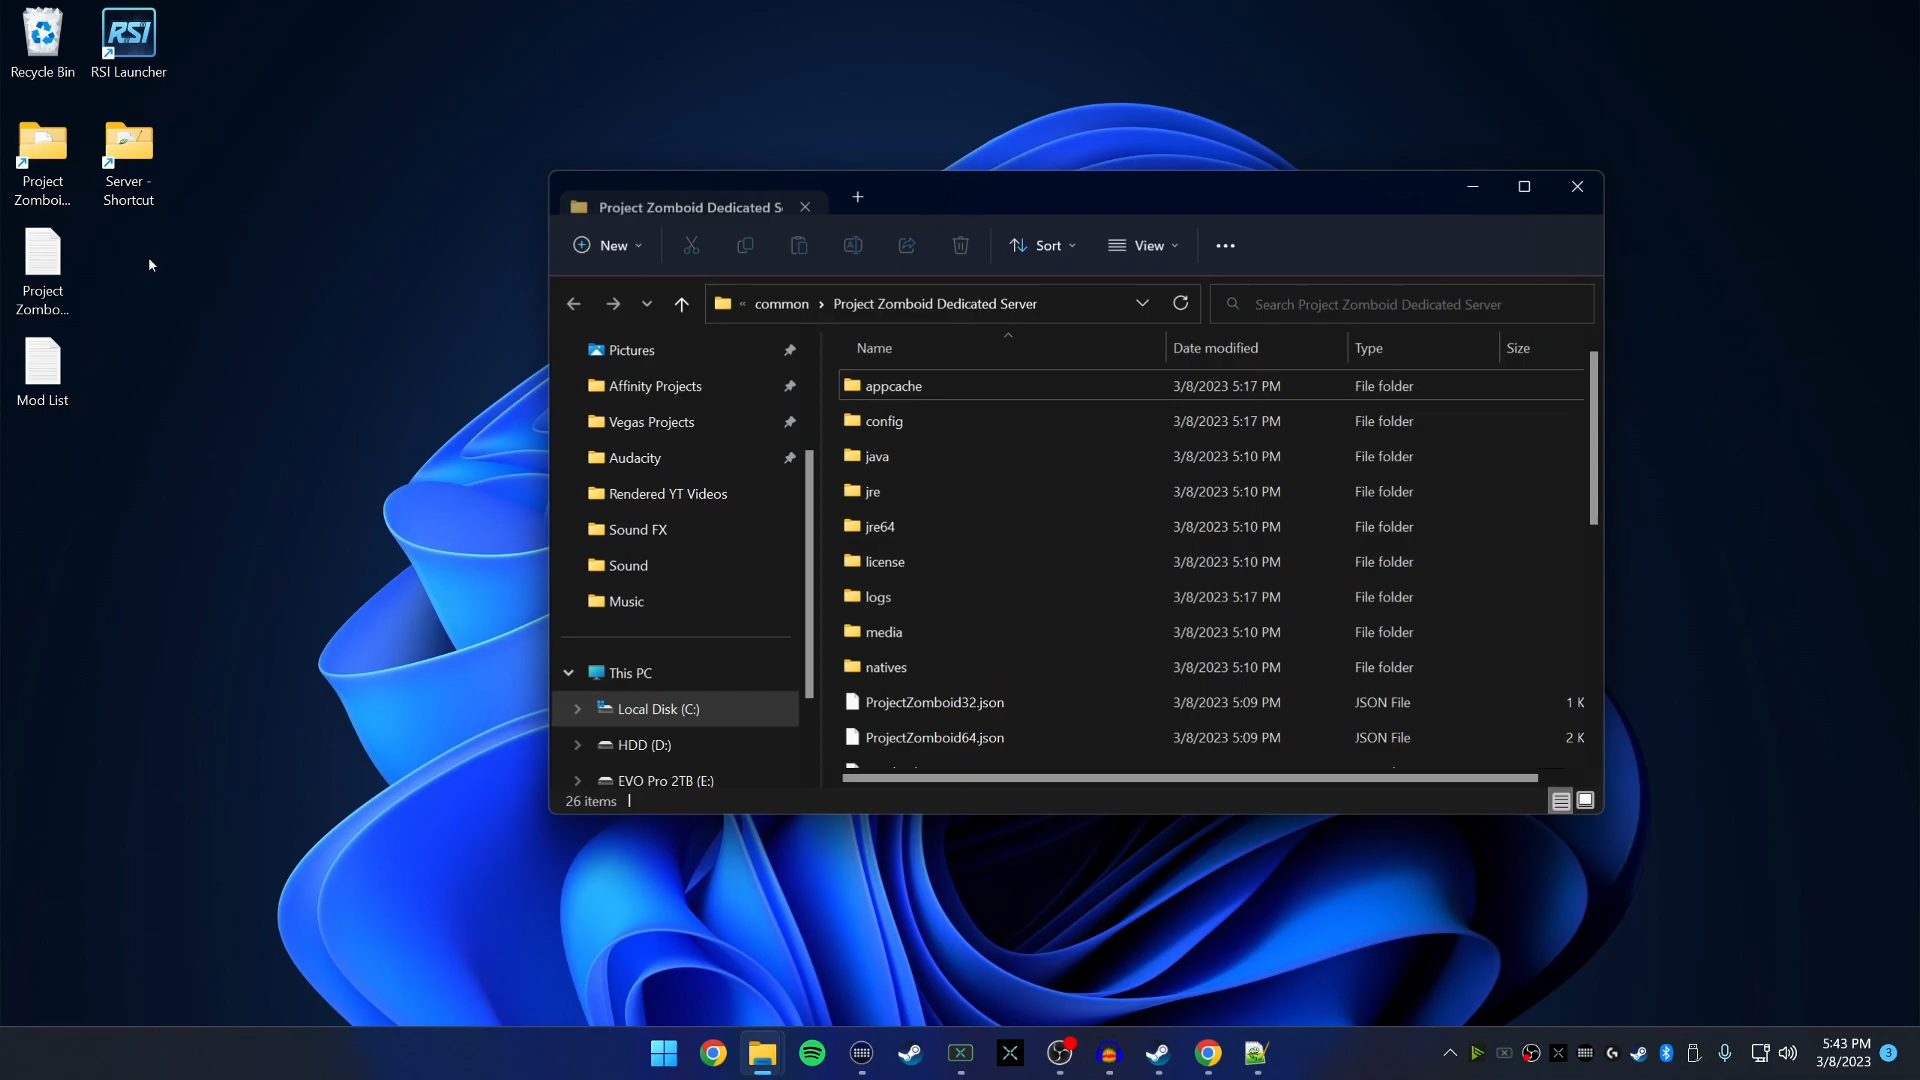 Recycle Bin
RSI
RSI Launcher
Project
Zomboi...
Server -
Shortcut
Project
Zombo...
Mod List
Project Zomboid Dedicated S
New
Sort
View
« common › Project Zomboid Dedicated Server
Search Project Zomboid Dedicated Server
Pictures
Affinity Projects
Vegas Projects
Audacity
Rendered YT Videos
Sound FX
Sound
Music
This PC
Local Disk (C:)
HDD (D:)
EVO Pro 2TB (E:)
Name Date modified Type Size
appcache 3/8/2023 5:17 PM File folder
config 3/8/2023 5:17 PM File folder
java 3/8/2023 5:10 PM File folder
jre 3/8/2023 5:10 PM File folder
jre64 3/8/2023 5:10 PM File folder
license 3/8/2023 5:10 PM File folder
logs 3/8/2023 5:17 PM File folder
media 3/8/2023 5:10 PM File folder
natives 3/8/2023 5:10 PM File folder
ProjectZomboid32.json 3/8/2023 5:09 PM JSON File 1 K
ProjectZomboid64.json 3/8/2023 5:09 PM JSON File 2 K
26 items
5:43 PM
3/8/2023
3